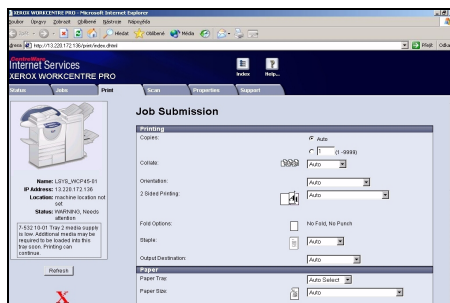 XEROX WORKCENTRE PRO - Microsoft Internet Explorer
Soubor Úpravy Zobrazit Oblíbené Nástroje Nápověda
Zpět Hledat Oblíbené Média
http://13.220.172.136/print/index.dhtml Přejít
CentreWare
Internet Services
XEROX WORKCENTRE PRO
Index Help...
Status Jobs Print Scan Properties Support
Job Submission
Printing
Copies: Auto
1 (1 -9999)
Collate: Auto
Orientation: Auto
2 Sided Printing: Auto
Fold Options: No Fold, No Punch
Staple: Auto
Output Destination: Auto
Paper
Paper Tray: Auto Select
Paper Size: Auto
Name: LSYS_WCP45-01
IP Address: 13.220.172.136
Location: machine location not
set
Status: WARNING, Needs
attention
7-532 10-01 Tray 2 media supply
is low. Additional media may be
required to be loaded into this
tray soon. Printing can
continue.
Refresh
X